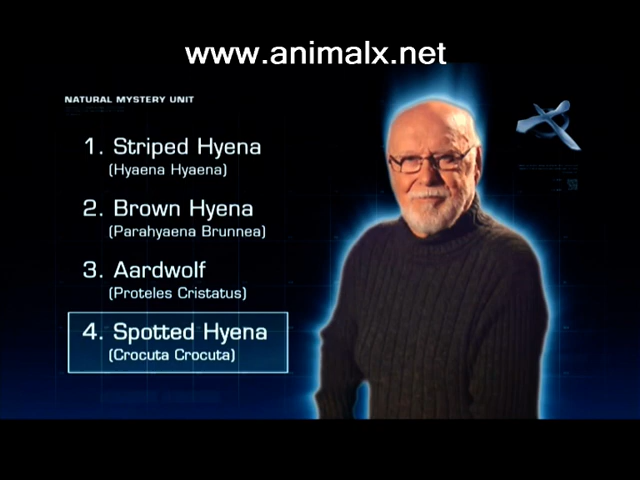 www.animalx.net
NATURAL MYSTERY UNIT
1. Striped Hyena
(Hyaena Hyaena)
2. Brown Hyena
(Parahyaena Brunnea)
3. Aardwolf
(Proteles Cristatus)
4. Spotted Hyena
(Crocuta Crocuta)